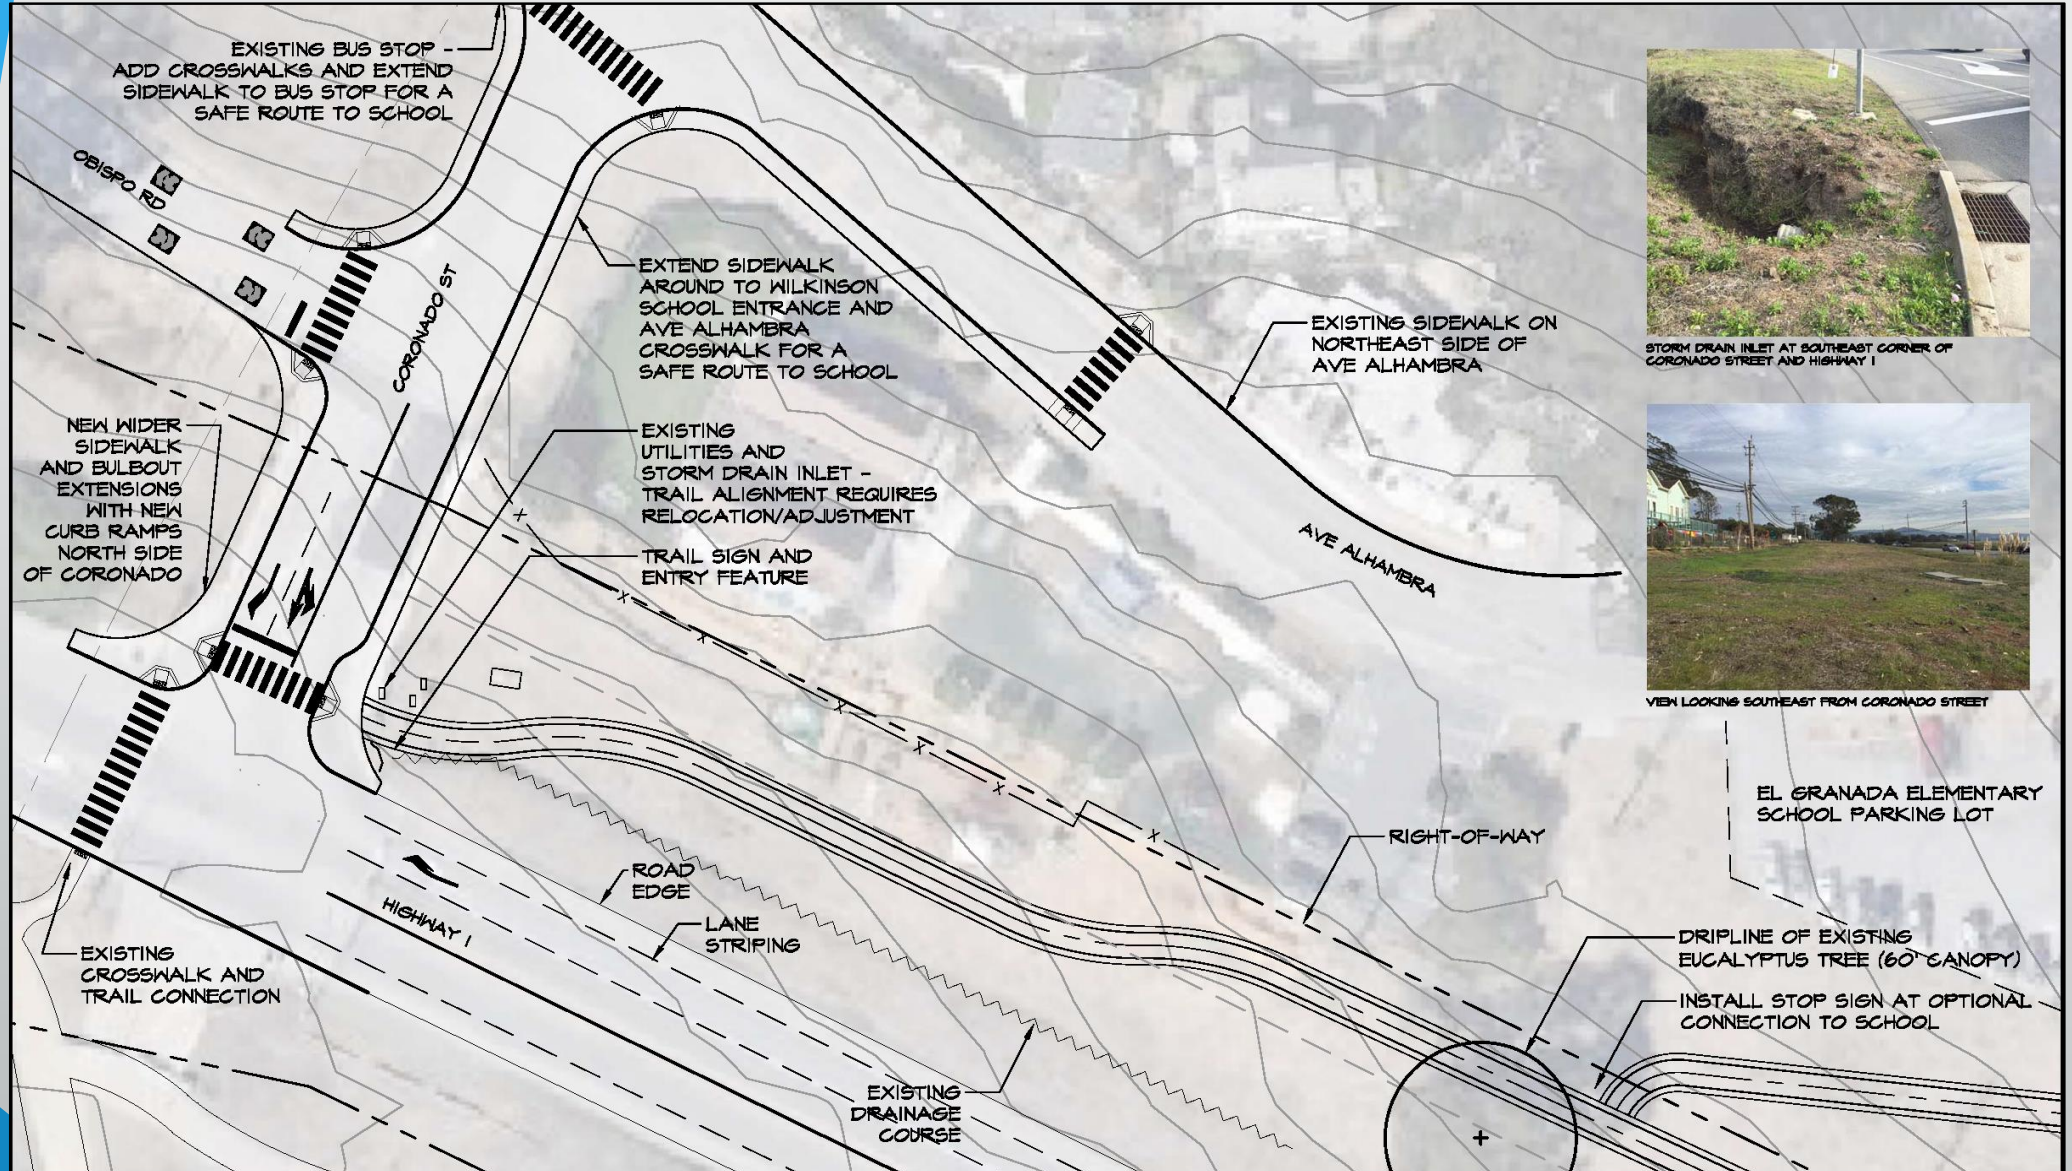 EXISTING BUS STOP -
ADD CROSSWALKS AND EXTEND
SIDEWALK TO BUS STOP FOR A
SAFE ROUTE TO SCHOOL
OBISPO RD
CORONADO ST
EXTEND SIDEWALK
AROUND TO WILKINSON
SCHOOL ENTRANCE AND
AVE ALHAMBRA
CROSSWALK FOR A
SAFE ROUTE TO SCHOOL
EXISTING SIDEWALK ON
NORTHEAST SIDE OF
AVE ALHAMBRA
STORM DRAIN INLET AT SOUTHEAST CORNER OF
CORONADO STREET AND HIGHWAY 1
NEW WIDER
SIDEWALK
AND BULBOUT
EXTENSIONS
WITH NEW
CURB RAMPS
NORTH SIDE
OF CORONADO
EXISTING
UTILITIES AND
STORM DRAIN INLET -
TRAIL ALIGNMENT REQUIRES
RELOCATION/ADJUSTMENT
TRAIL SIGN AND
ENTRY FEATURE
AVE ALHAMBRA
VIEW LOOKING SOUTHEAST FROM CORONADO STREET
EL GRANADA ELEMENTARY
SCHOOL PARKING LOT
RIGHT-OF-WAY
ROAD
EDGE
HIGHWAY 1
LANE
STRIPING
EXISTING
CROSSWALK AND
TRAIL CONNECTION
DRIPLINE OF EXISTING
EUCALYPTUS TREE (60' CANOPY)
INSTALL STOP SIGN AT OPTIONAL
CONNECTION TO SCHOOL
EXISTING
DRAINAGE
COURSE